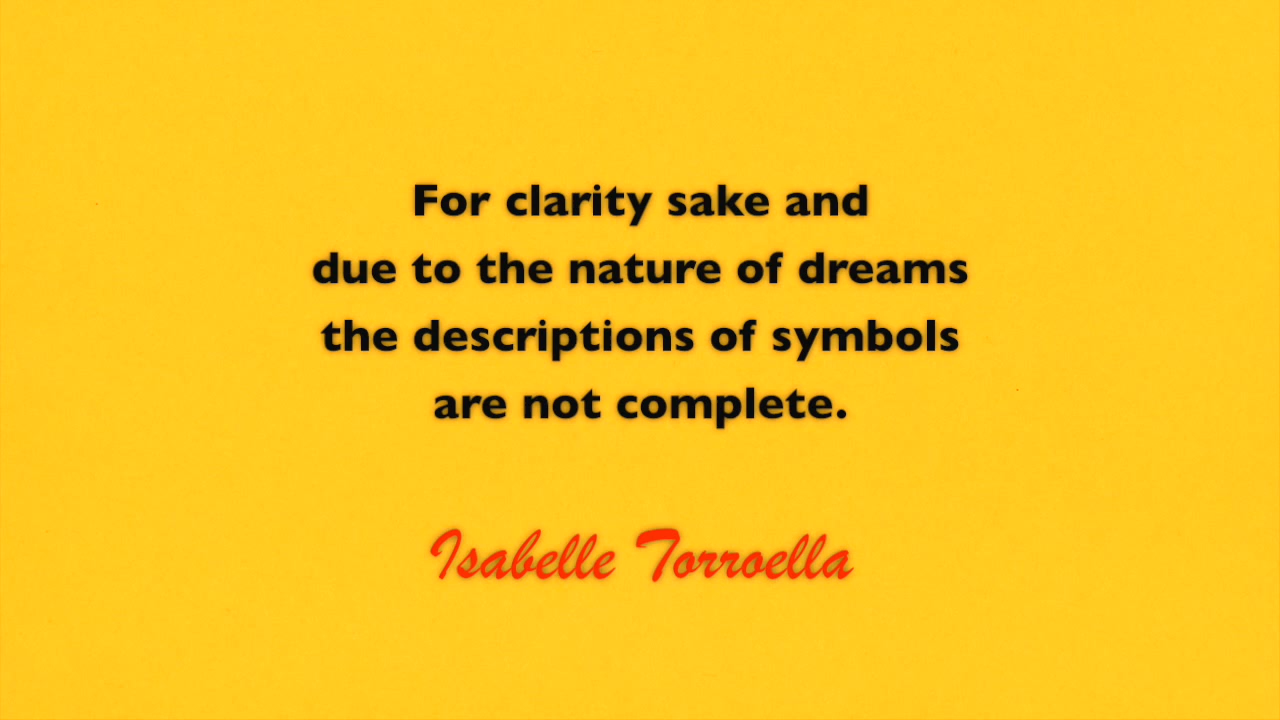 For clarity sake and
due to the nature of dreams
the descriptions of symbols
are not complete.
Isabelle Torroella